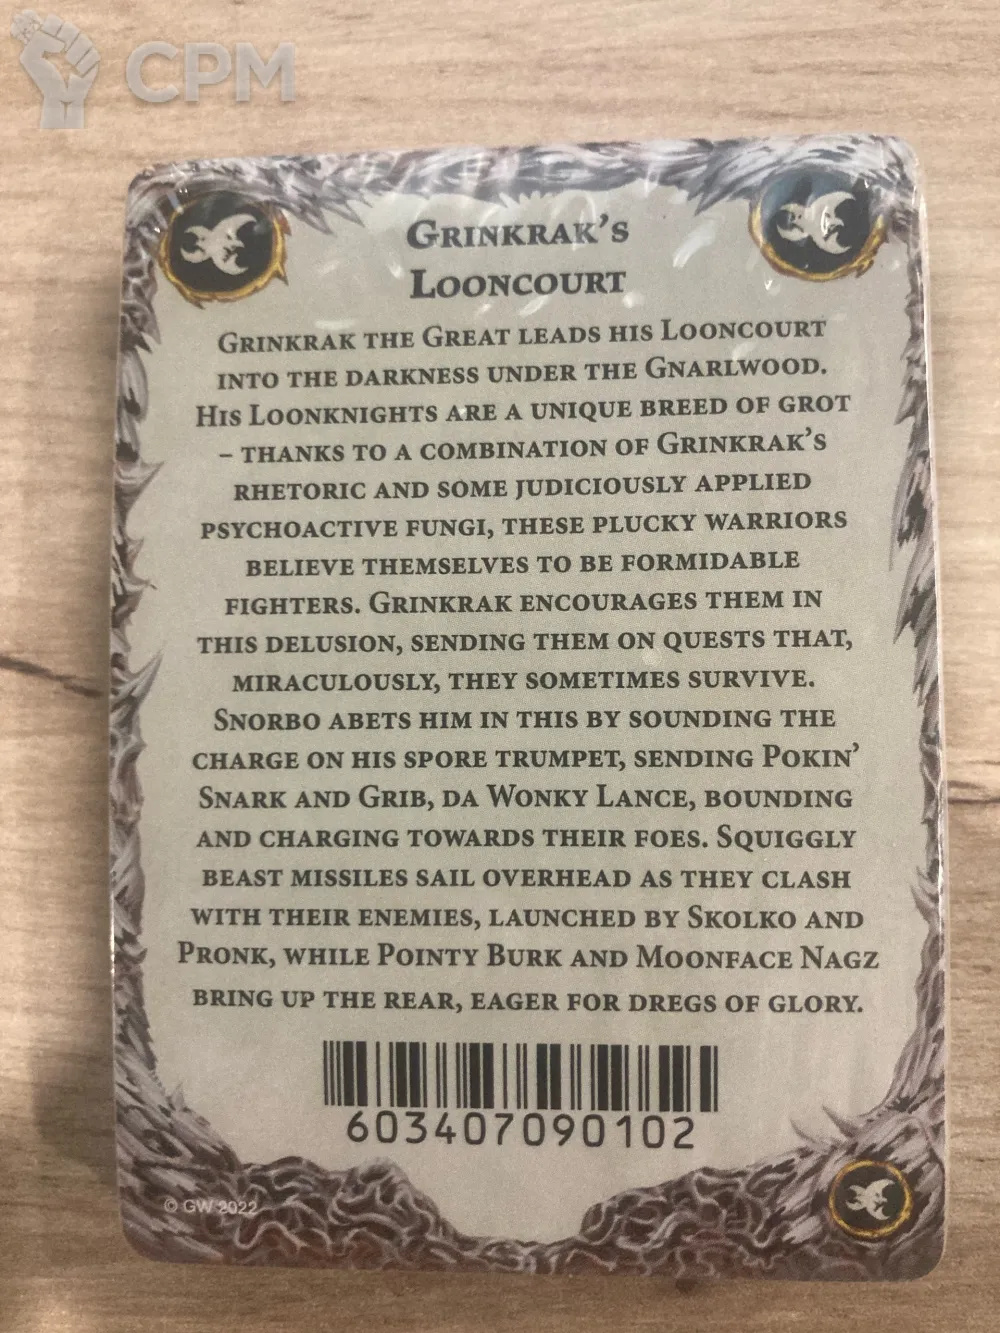 CPM
Grinkrak's
Looncourt
Grinkrak the Great leads his Looncourt
into the darkness under the Gnarlwood.
His Loonknights are a unique breed of grot
– thanks to a combination of Grinkrak's
rhetoric and some judiciously applied
psychoactive fungi, these plucky warriors
believe themselves to be formidable
fighters. Grinkrak encourages them in
this delusion, sending them on quests that,
miraculously, they sometimes survive.
Snorbo abets him in this by sounding the
charge on his spore trumpet, sending Pokin'
Snark and Grib, da Wonky Lance, bounding
and charging towards their foes. Squiggly
beast missiles sail overhead as they clash
with their enemies, launched by Skolko and
Pronk, while Pointy Burk and Moonface Nagz
bring up the rear, eager for dregs of glory.
603407090102
© GW 2022